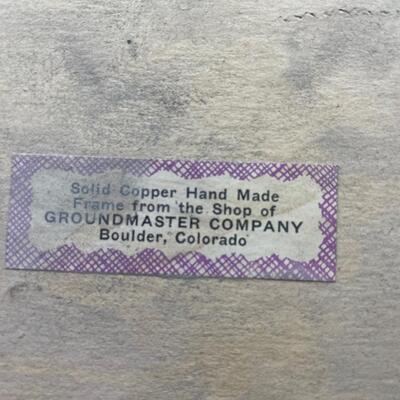 Solid Copper Hand Made
Frame from the Shop of
GROUNDMASTER COMPANY
Boulder, Colorado